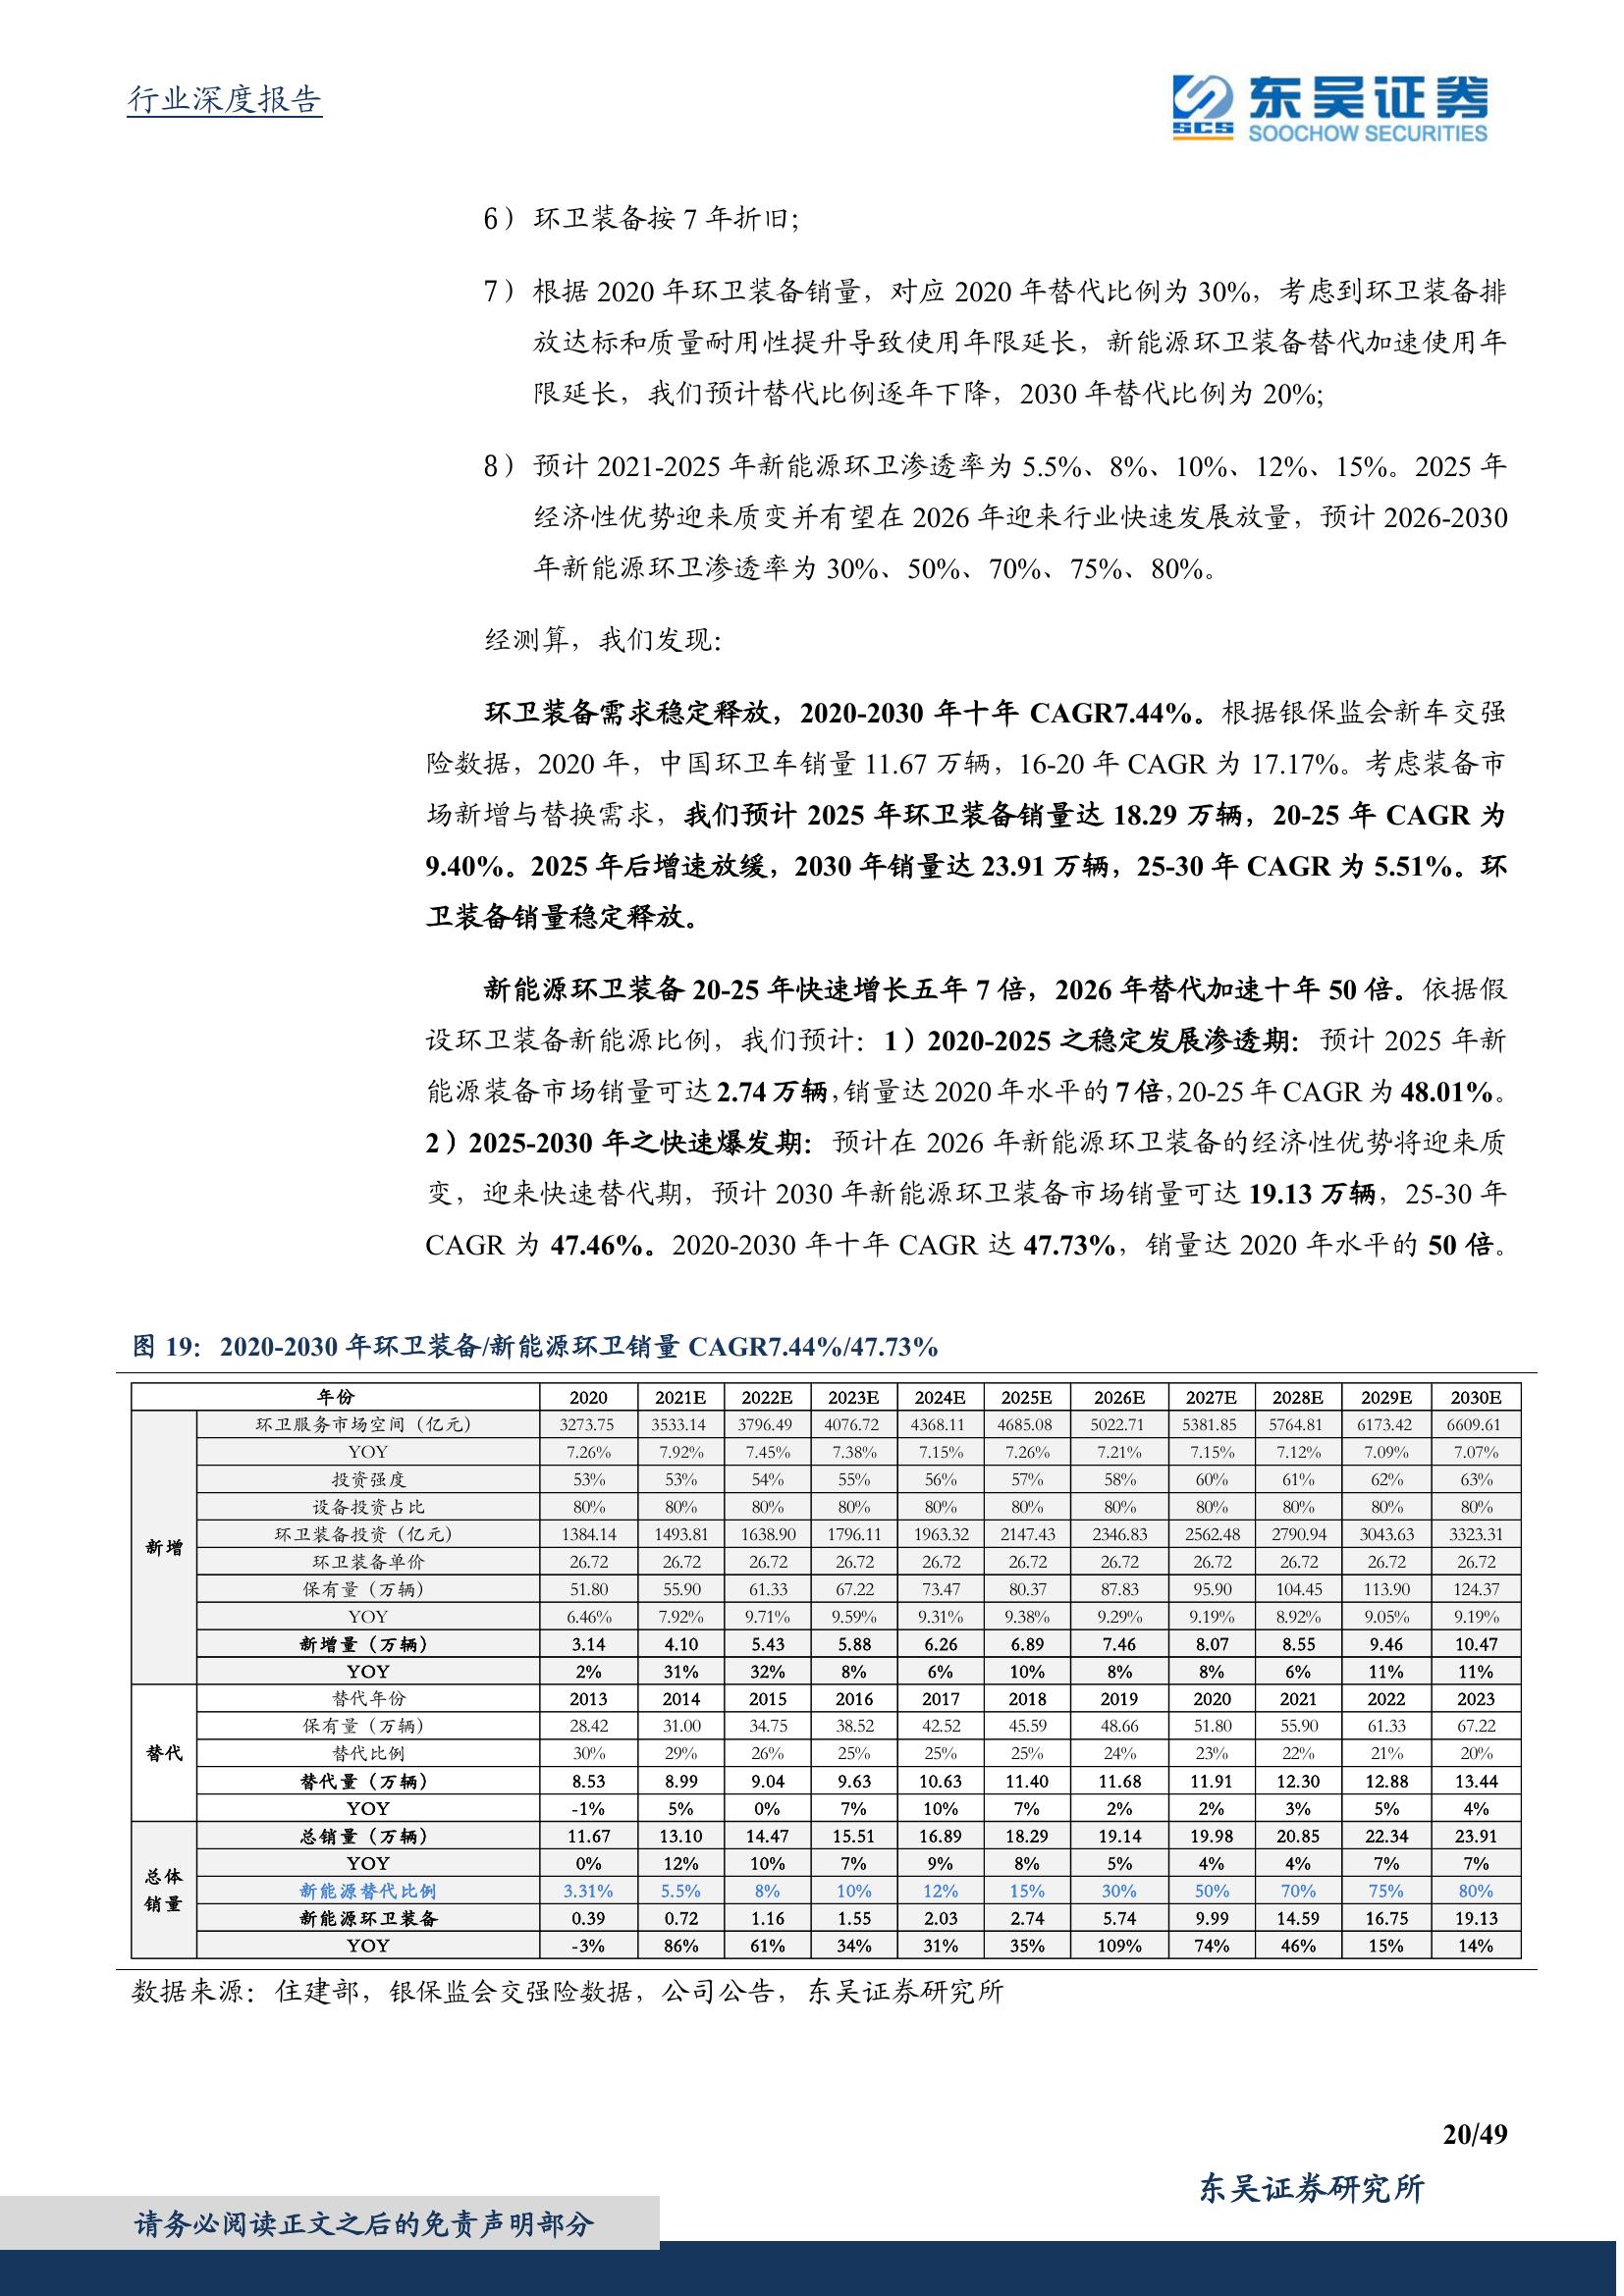 行业深度报告
东吴证券
SCS
SOOCHOW SECURITIES
6） 环卫装备按 7 年折旧；
7） 根据 2020 年环卫装备销量，对应 2020 年替代比例为 30%，考虑到环卫装备排
放达标和质量耐用性提升导致使用年限延长，新能源环卫装备替代加速使用年
限延长，我们预计替代比例逐年下降，2030 年替代比例为 20%;
8） 预计 2021-2025 年新能源环卫渗透率为 5.5%、8%、10%、12%、15%。2025 年
经济性优势迎来质变并有望在 2026 年迎来行业快速发展放量，预计 2026-2030
年新能源环卫渗透率为 30%、50%、70%、75%、80%。
经测算，我们发现：
环卫装备需求稳定释放，2020-2030 年十年 CAGR7.44%。根据银保监会新车交强
险数据，2020 年，中国环卫车销量 11.67 万辆，16-20 年 CAGR 为 17.17%。考虑装备市
场新增与替换需求，我们预计 2025 年环卫装备销量达 18.29 万辆，20-25 年 CAGR 为
9.40%。2025 年后增速放缓，2030 年销量达 23.91 万辆，25-30 年 CAGR 为 5.51%。环
卫装备销量稳定释放。
新能源环卫装备 20-25 年快速增长五年 7 倍，2026 年替代加速十年 50 倍。依据假
设环卫装备新能源比例，我们预计：1）2020-2025 之稳定发展渗透期：预计 2025 年新
能源装备市场销量可达 2.74 万辆，销量达 2020 年水平的 7 倍，20-25 年 CAGR 为 48.01%。
2）2025-2030 年之快速爆发期：预计在 2026 年新能源环卫装备的经济性优势将迎来质
变，迎来快速替代期，预计 2030 年新能源环卫装备市场销量可达 19.13 万辆，25-30 年
CAGR 为 47.46%。2020-2030 年十年 CAGR 达 47.73%，销量达 2020 年水平的 50 倍。
图 19：2020-2030 年环卫装备/新能源环卫销量 CAGR7.44%/47.73%
年份 2020 2021E 2022E 2023E 2024E 2025E 2026E 2027E 2028E 2029E 2030E
新增
环卫服务市场空间（亿元） 3273.75 3533.14 3796.49 4076.72 4368.11 4685.08 5022.71 5381.85 5764.81 6173.42 6609.61
YOY 7.26% 7.92% 7.45% 7.38% 7.15% 7.26% 7.21% 7.15% 7.12% 7.09% 7.07%
投资强度 53% 53% 54% 55% 56% 57% 58% 60% 61% 62% 63%
设备投资占比 80% 80% 80% 80% 80% 80% 80% 80% 80% 80% 80%
环卫装备投资（亿元） 1384.14 1493.81 1638.90 1796.11 1963.32 2147.43 2346.83 2562.48 2790.94 3043.63 3323.31
环卫装备单价 26.72 26.72 26.72 26.72 26.72 26.72 26.72 26.72 26.72 26.72 26.72
保有量（万辆） 51.80 55.90 61.33 67.22 73.47 80.37 87.83 95.90 104.45 113.90 124.37
YOY 6.46% 7.92% 9.71% 9.59% 9.31% 9.38% 9.29% 9.19% 8.92% 9.05% 9.19%
新增量（万辆） 3.14 4.10 5.43 5.88 6.26 6.89 7.46 8.07 8.55 9.46 10.47
YOY 2% 31% 32% 8% 6% 10% 8% 8% 6% 11% 11%
替代
替代年份 2013 2014 2015 2016 2017 2018 2019 2020 2021 2022 2023
保有量（万辆） 28.42 31.00 34.75 38.52 42.52 45.59 48.66 51.80 55.90 61.33 67.22
替代比例 30% 29% 26% 25% 25% 25% 24% 23% 22% 21% 20%
替代量（万辆） 8.53 8.99 9.04 9.63 10.63 11.40 11.68 11.91 12.30 12.88 13.44
YOY -1% 5% 0% 7% 10% 7% 2% 2% 3% 5% 4%
总体
销量
总销量（万辆） 11.67 13.10 14.47 15.51 16.89 18.29 19.14 19.98 20.85 22.34 23.91
YOY 0% 12% 10% 7% 9% 8% 5% 4% 4% 7% 7%
新能源替代比例 3.31% 5.5% 8% 10% 12% 15% 30% 50% 70% 75% 80%
新能源环卫装备 0.39 0.72 1.16 1.55 2.03 2.74 5.74 9.99 14.59 16.75 19.13
YOY -3% 86% 61% 34% 31% 35% 109% 74% 46% 15% 14%
数据来源：住建部，银保监会交强险数据，公司公告，东吴证券研究所
20/49
东吴证券研究所
请务必阅读正文之后的免责声明部分